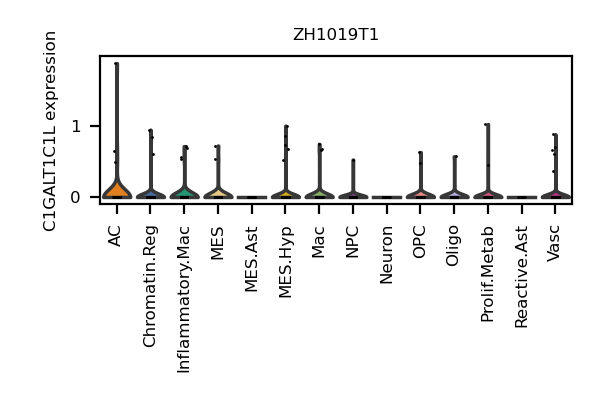 ZH1019T1
C1GALT1C1L expression
1
0
AC
Chromatin.Reg
Inflammatory.Mac
MES
MES.Ast
MES.Hyp
Mac
NPC
Neuron
OPC
Oligo
Prolif.Metab
Reactive.Ast
Vasc